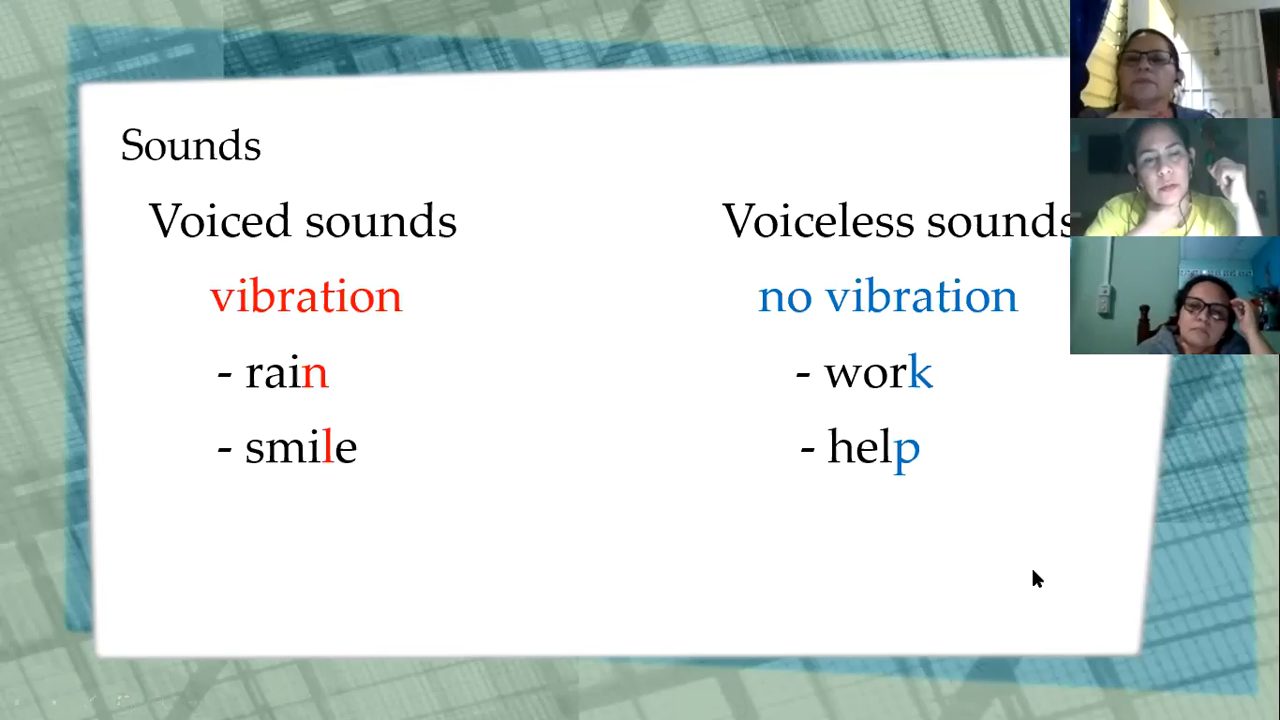 Sounds
Voiced sounds
Voiceless sounds
vibration
no vibration
- rain
- work
- smile
- help